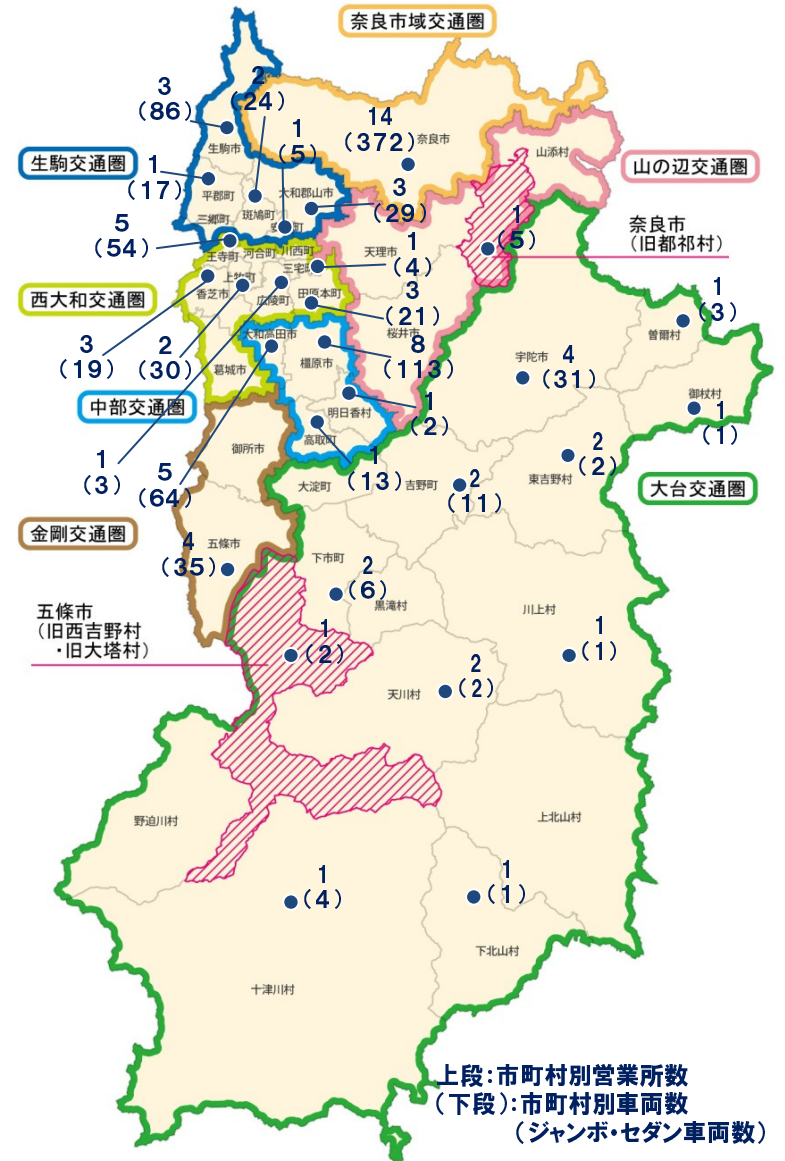 奈良市域交通圏
3
(86)
2
(24)
14
(372)
奈良市
生駒市
1
(5)
山添村
生駒交通圏
山の辺交通圏
1
(17)
平郡町
斑鳩町
大和郡山市
3
(29)
三郷町
安堵町
5
(54)
天理市
1
(4)
1
(5)
奈良市
(旧都祁村)
王寺町
河合町
川西町
三宅町
上牧町
香芝市
広陵町
田原本町
西大和交通圏
3
(21)
1
(3)
曽爾村
3
(19)
2
(30)
大和高田市
橿原市
8
(113)
桜井市
宇陀市
4
(31)
葛城市
中部交通圏
明日香村
1
(2)
御杖村
1
(1)
高取町
1
(13)
1
(3)
5
(64)
御所市
大淀町
吉野町
2
(11)
東吉野村
2
(2)
大台交通圏
金剛交通圏
4
(35)
五條市
下市町
2
(6)
黒滝村
川上村
1
(1)
五條市
(旧西吉野村
・旧大塔村)
1
(2)
天川村
2
(2)
野迫川村
上北山村
1
(4)
1
(1)
下北山村
十津川村
上段:市町村別営業所数
(下段):市町村別車両数
(ジャンボ・セダン車両数)